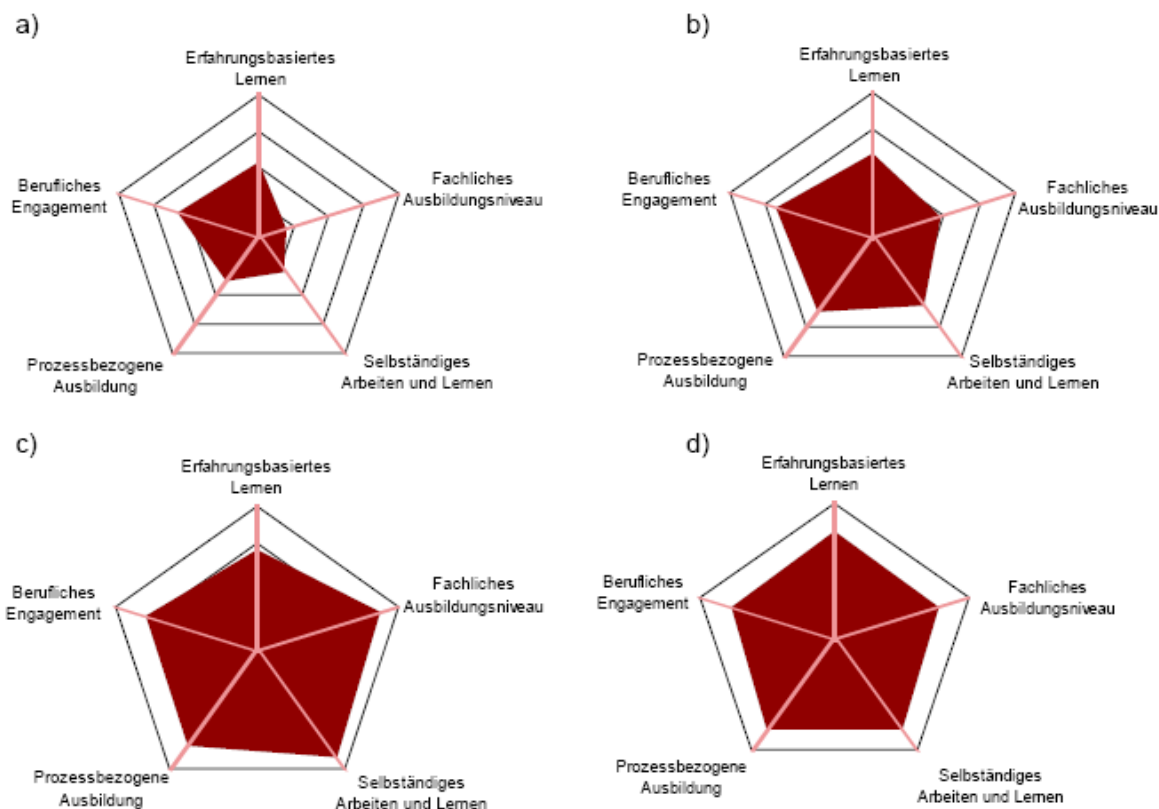 a)
Erfahrungsbasiertes
Lernen
Berufliches
Engagement
Fachliches
Ausbildungsniveau
Prozessbezogene
Ausbildung
Selbständiges
Arbeiten und Lernen
b)
Erfahrungsbasiertes
Lernen
Berufliches
Engagement
Fachliches
Ausbildungsniveau
Prozessbezogene
Ausbildung
Selbständiges
Arbeiten und Lernen
c)
Erfahrungsbasiertes
Lernen
Berufliches
Engagement
Fachliches
Ausbildungsniveau
Prozessbezogene
Ausbildung
Selbständiges
Arbeiten und Lernen
d)
Erfahrungsbasiertes
Lernen
Berufliches
Engagement
Fachliches
Ausbildungsniveau
Prozessbezogene
Ausbildung
Selbständiges
Arbeiten und Lernen